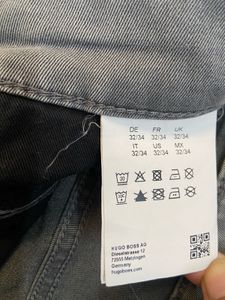 DE FR UK
32/34 32/34 32/34
IT US MX
32/34 32/34 32/34
HUGO BOSS AG
Dieselstrasse 12
72555 Metzingen
Germany
hugoboss.com